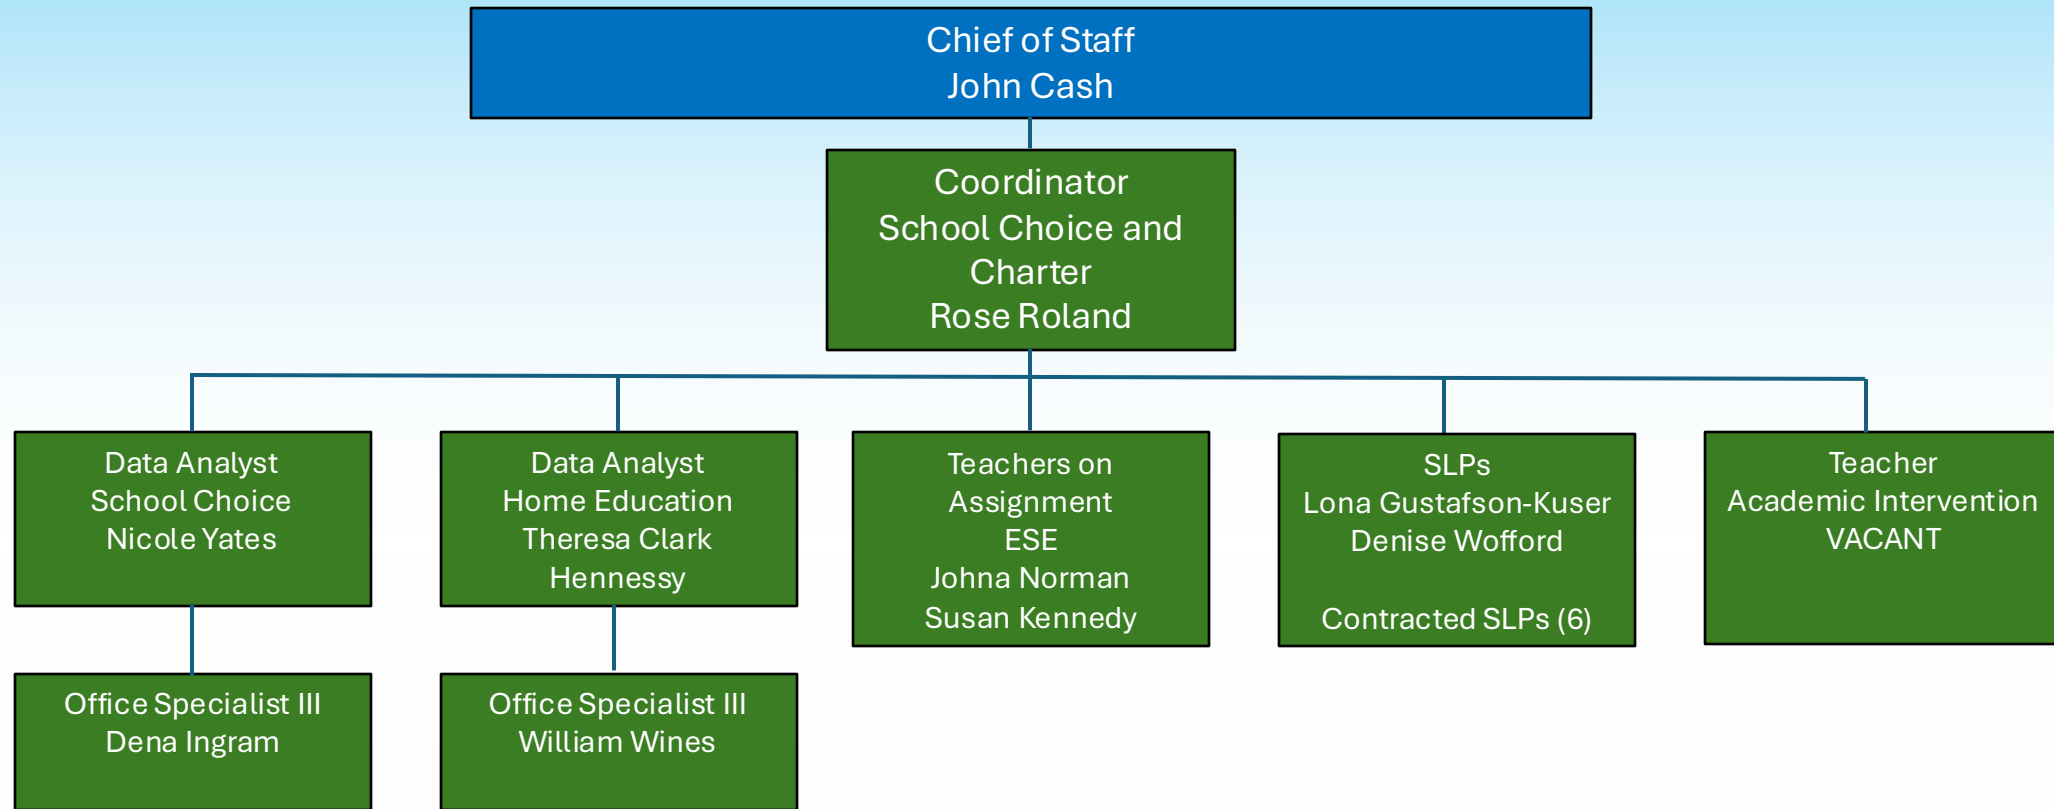 Chief of Staff
John Cash
Coordinator
School Choice and
Charter
Rose Roland
Data Analyst
School Choice
Nicole Yates
Data Analyst
Home Education
Theresa Clark
Hennessy
Teachers on
Assignment
ESE
Johna Norman
Susan Kennedy
SLPs
Lona Gustafson-Kuser
Denise Wofford
Contracted SLPs (6)
Teacher
Academic Intervention
VACANT
Office Specialist III
Dena Ingram
Office Specialist III
William Wines